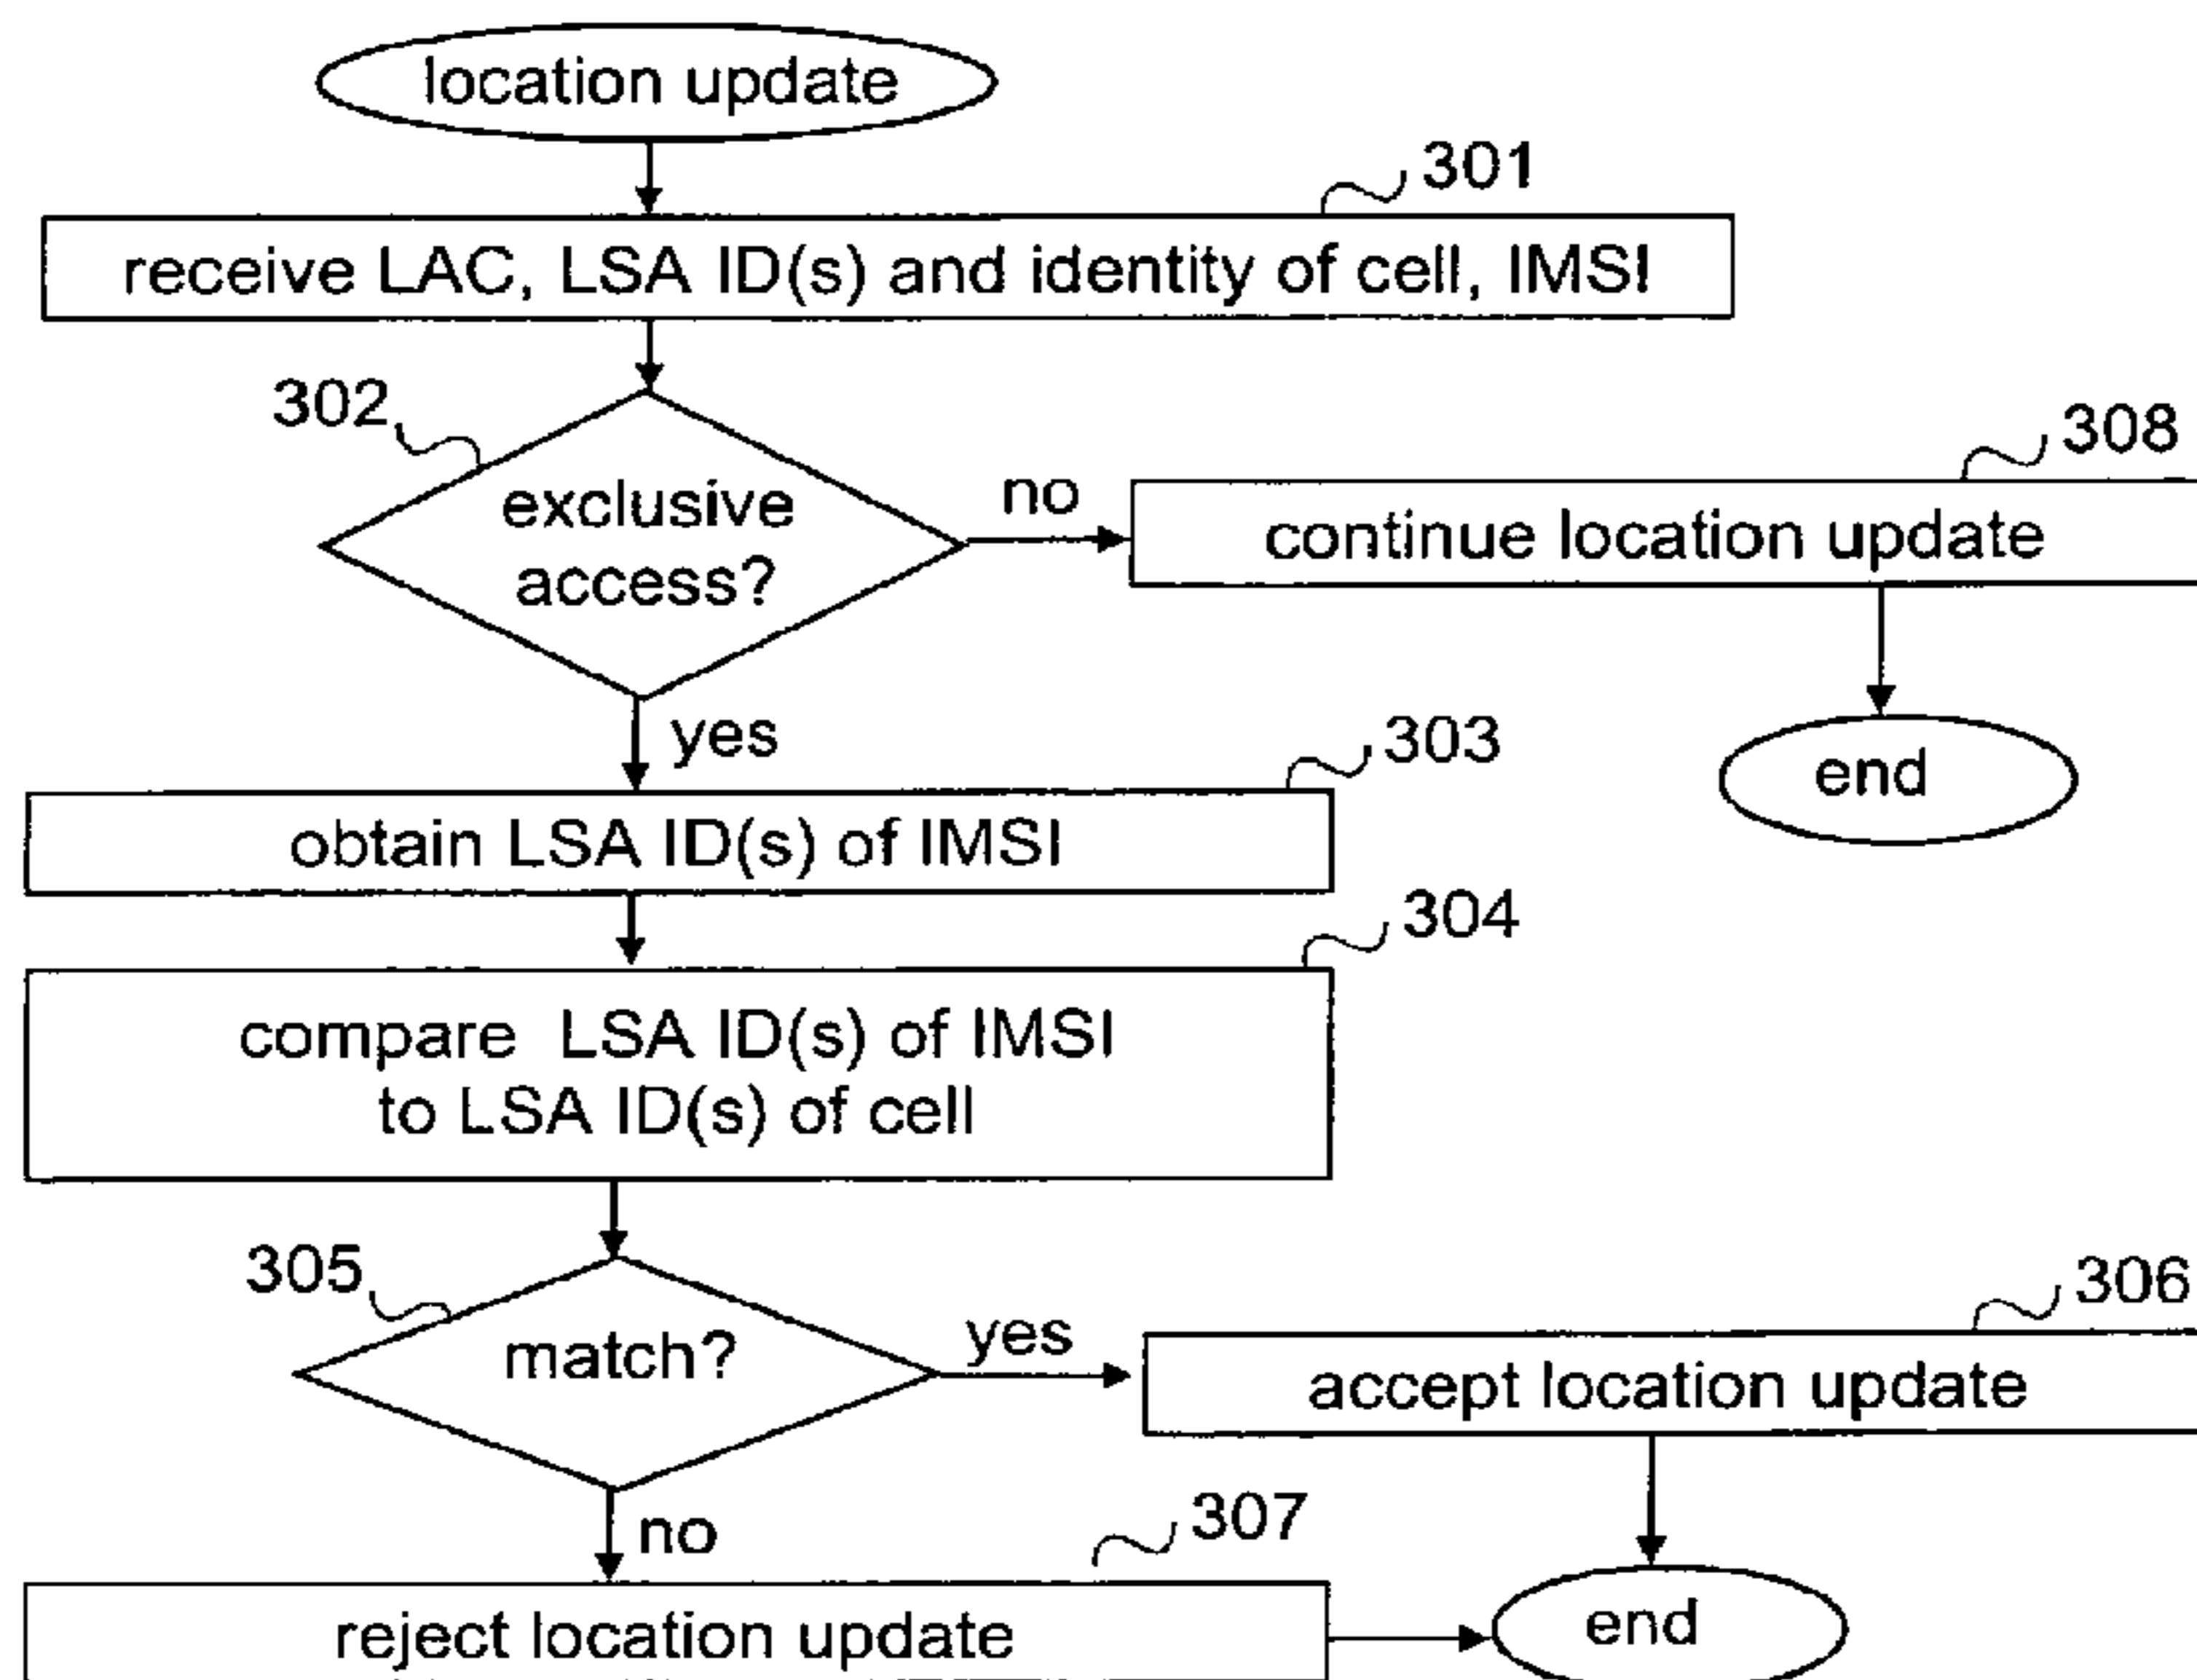 location update
301
receive LAC, LSA ID(s) and identity of cell, IMSI
302
exclusive
access?
no
308
continue location update
end
yes
303
obtain LSA ID(s) of IMSI
304
compare LSA ID(s) of IMSI
to LSA ID(s) of cell
305
match?
yes
306
accept location update
no
307
reject location update
end